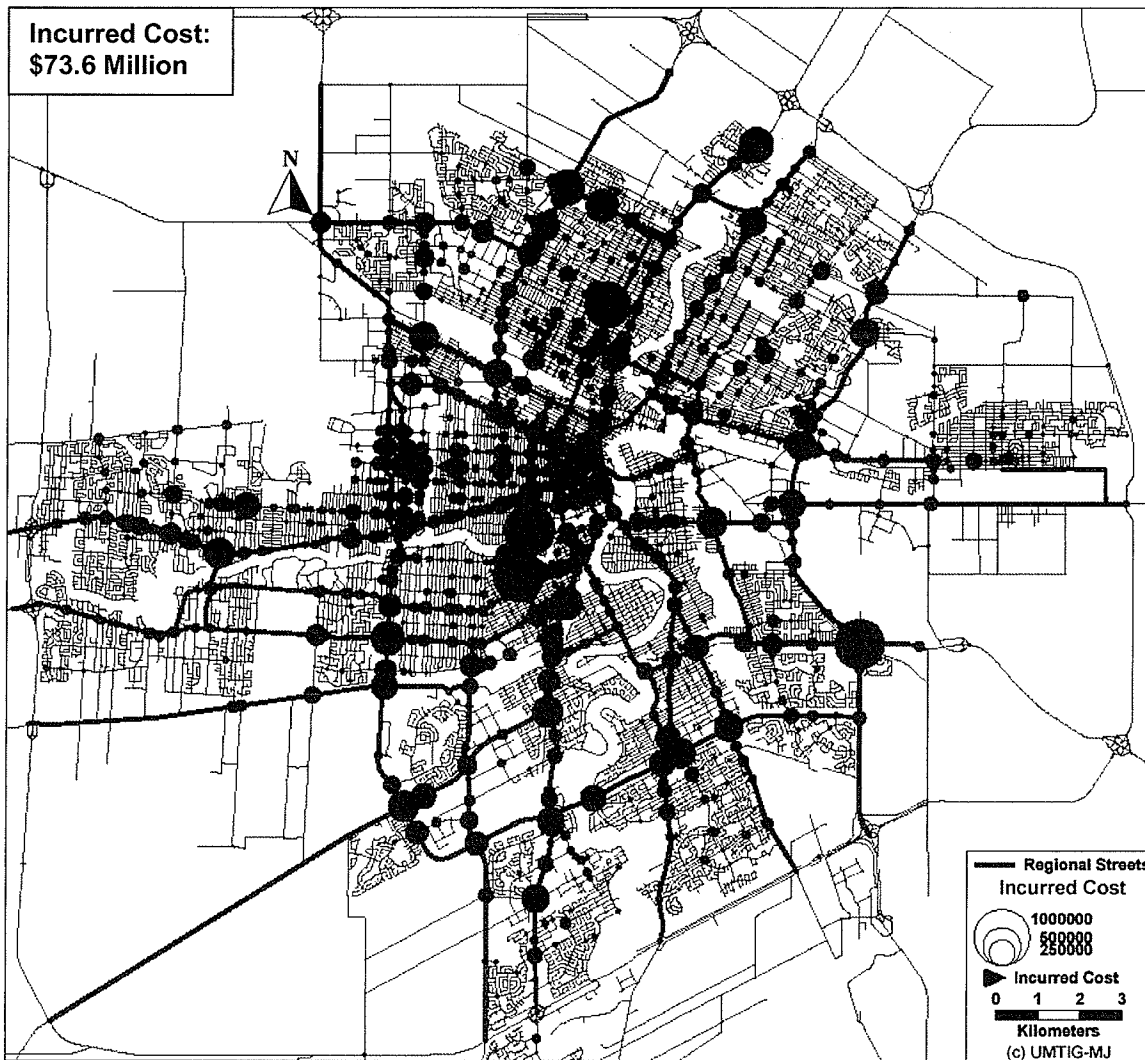 Incurred Cost:
$73.6 Million
N
Regional Streets
Incurred Cost
1000000
500000
250000
Incurred Cost
0 1 2 3
Kilometers
(c) UMTIG-MJ